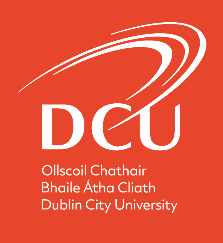 DCU
Ollscoil Chathair
Bhaile Átha Cliath
Dublin City University